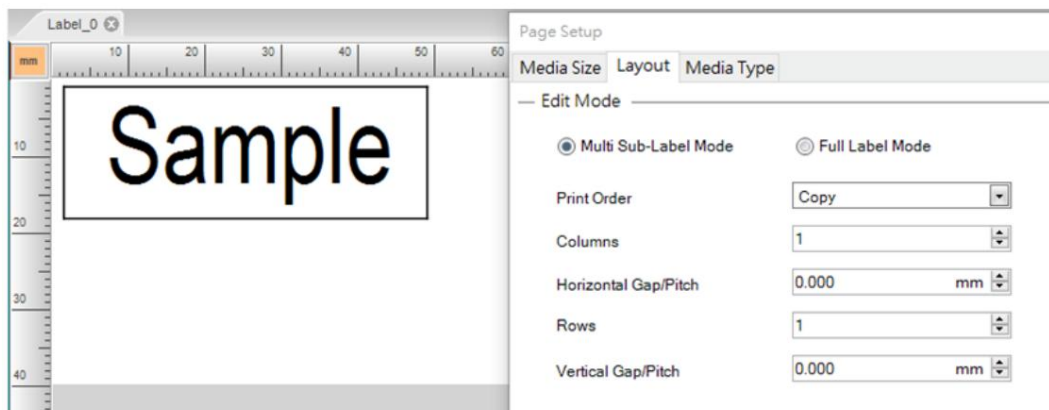 Label_0
mm
10 20 30 40 50 60
Sample
10
20
30
40
Page Setup
Media Size Layout Media Type
Edit Mode
Multi Sub-Label Mode Full Label Mode
Print Order Copy
Columns 1
Horizontal Gap/Pitch 0.000 mm
Rows 1
Vertical Gap/Pitch 0.000 mm